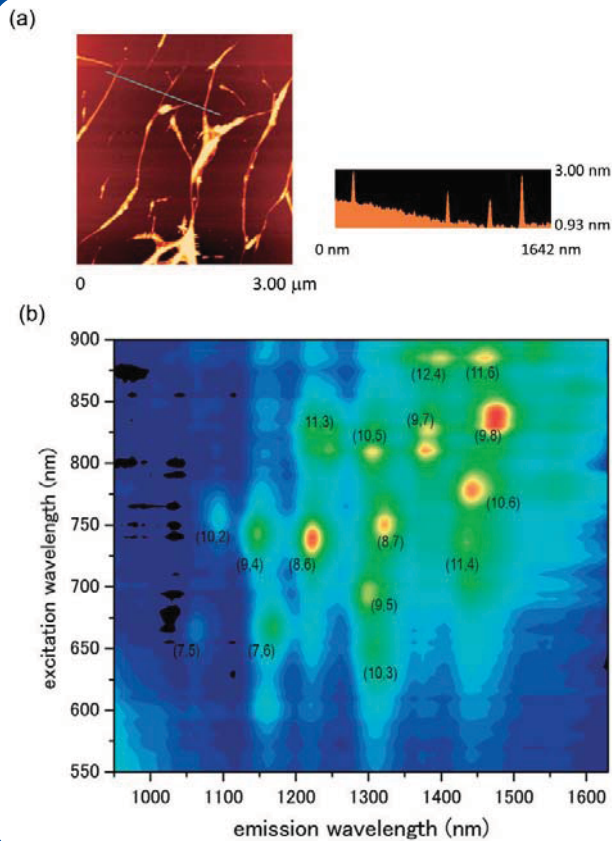 (a)
3.00 nm
0.93 nm
0 nm 1642 nm
0 3.00 µm
(b)
900
850
800
750
700
650
600
550
excitation wavelength (nm)
(12,4) (11,6)
11,3) (10,5) (9,7) (9,8)
(10,6)
(10,2) (9,4) (8,6) (8,7) (11,4)
(9,5)
(7,5) (7,6) (10,3)
1000 1100 1200 1300 1400 1500 1600
emission wavelength (nm)